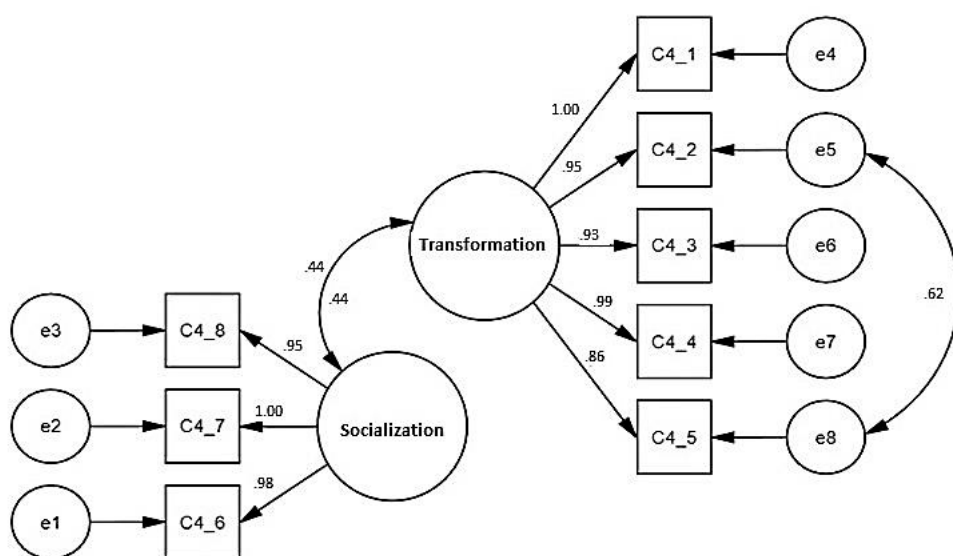 C4_1
e4
1.00
C4_2
e5
.95
Transformation
.93
C4_3
e6
.44
.44
.99
.62
e3
C4_8
.95
C4_4
e7
.86
e2
C4_7
1.00
Socialization
C4_5
e8
.98
e1
C4_6